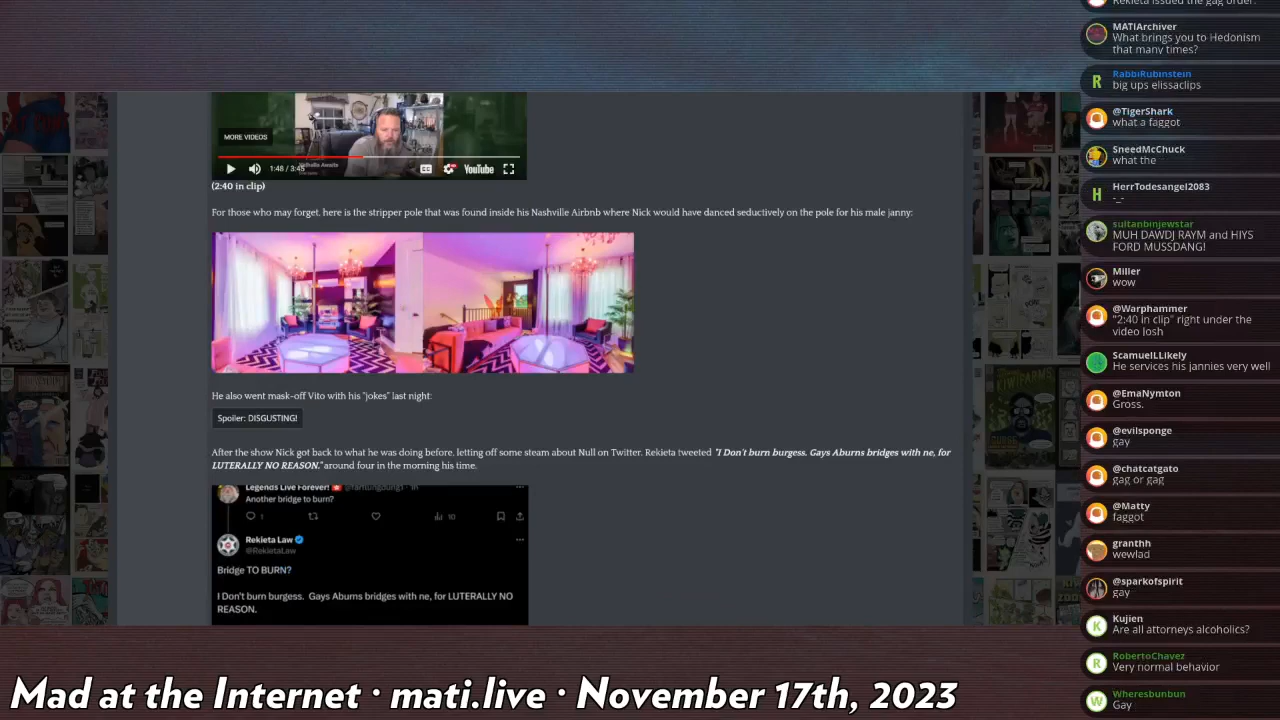 MORE VIDEOS
1:48 / 3:45
Valhalla Awaits
YouTube
(2:40 in clip)
For those who may forget, here is the stripper pole that was found inside his Nashville Airbnb where Nick would have danced seductively on the pole for his male janny:
He also went mask-off Vito with his "jokes" last night:
Spoiler: DISGUSTING!
After the show Nick got back to what he was doing before, letting off some steam about Null on Twitter. Rekieta tweeted "I Don't burn burgess. Gays Aburns bridges with ne, for
LUTERALLY NO REASON." around four in the morning his time.
Legends Live Forever!
Another bridge to burn?
1
10
Rekieta Law
@RekietaLaw
Bridge TO BURN?
I Don't burn burgess. Gays Aburns bridges with ne, for LUTERALLY NO
REASON.
Rekieta issued the gag order.
MATIArchiver
What brings you to Hedonism
that many times?
R
RabbiRubinstein
big ups elissaclips
@TigerShark
what a faggot
SneedMcChuck
what the
H
HerrTodesangel2083
-_-
sultanbinjewstar
MUH DAWDJ RAYM and HIYS
FORD MUSSDANG!
Miller
wow
@Warphammer
"2:40 in clip" right under the
video Josh
ScamuelLLikely
He services his jannies very well
@EmaNymton
Gross.
@evilsponge
gay
@chatcatgato
gag or gag
@Matty
faggot
granthh
wewlad
@sparkofspirit
gay
K
Kujien
Are all attorneys alcoholics?
R
RobertoChavez
Very normal behavior
W
Wheresbunbun
Gay
Mad at the Internet · mati.live · November 17th, 2023